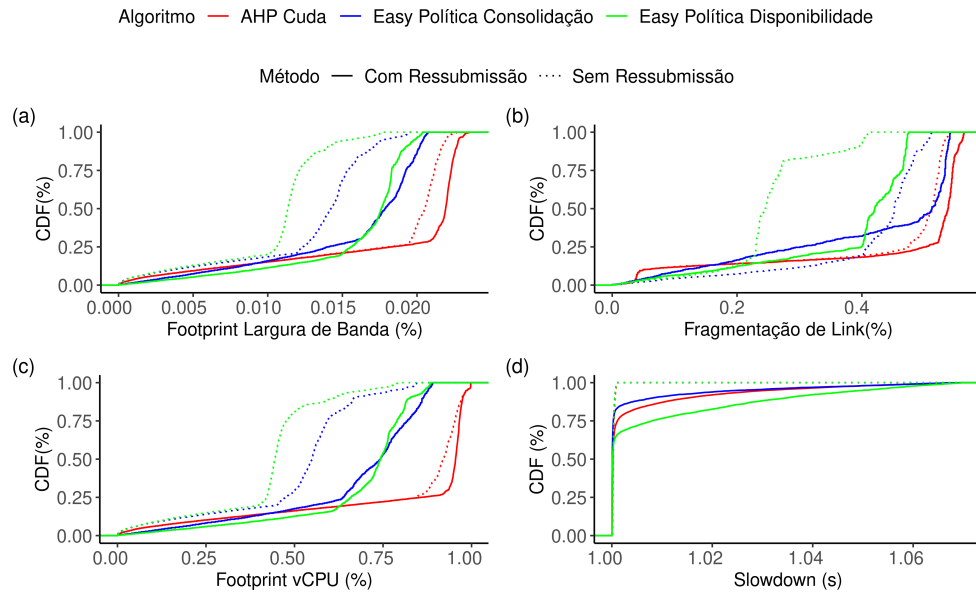 Algoritmo AHP Cuda Easy Política Consolidação Easy Política Disponibilidade
Método Com Ressubmissão Sem Ressubmissão
(a)
CDF(%)
1.00
0.75
0.50
0.25
0.00
0.000 0.005 0.010 0.015 0.020
Footprint Largura de Banda (%)
(b)
CDF(%)
1.00
0.75
0.50
0.25
0.00
0.0 0.2 0.4
Fragmentação de Link(%)
(c)
CDF(%)
1.00
0.75
0.50
0.25
0.00
0.00 0.25 0.50 0.75 1.00
Footprint vCPU (%)
(d)
CDF (%)
1.00
0.75
0.50
0.25
0.00
1.00 1.02 1.04 1.06
Slowdown (s)